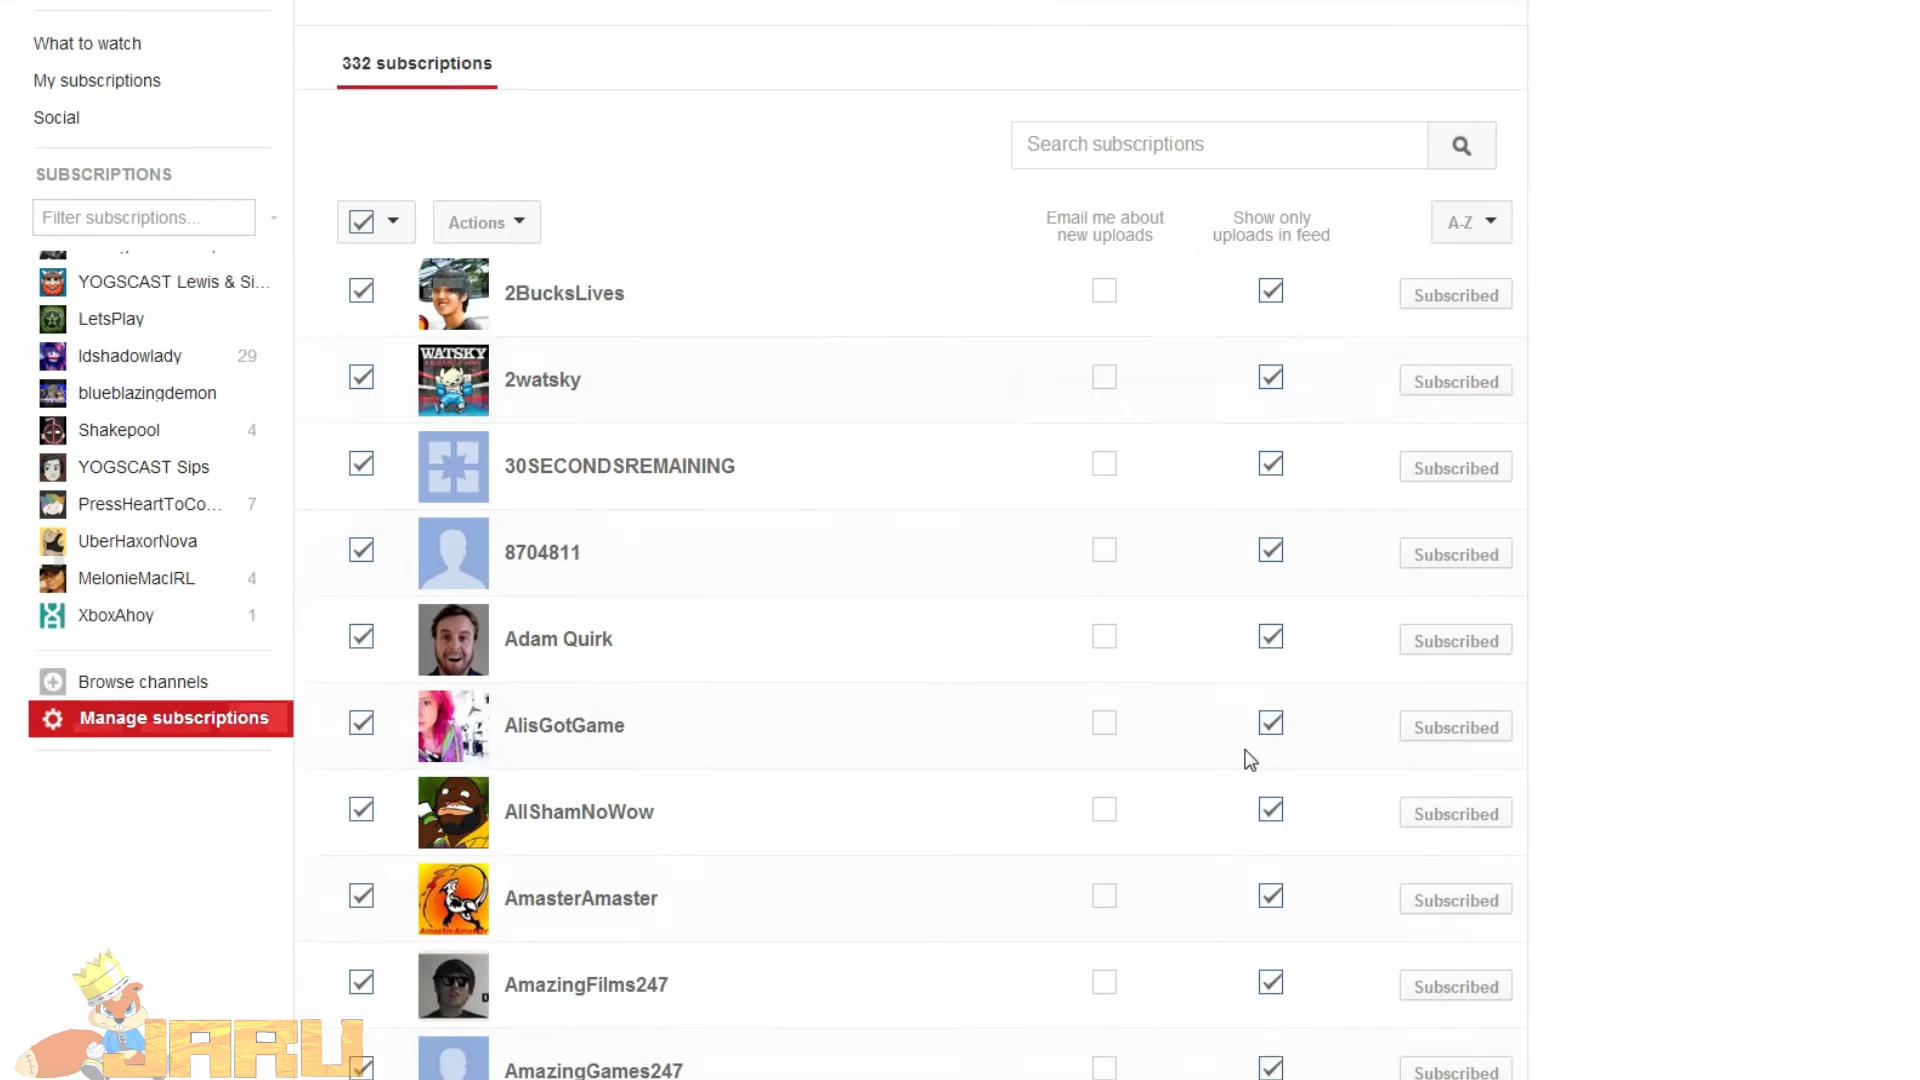 What to watch
My subscriptions
Social
SUBSCRIPTIONS
Filter subscriptions...
YOGSCAST Lewis & Si...
LetsPlay
ldshadowlady 29
blueblazingdemon
Shakepool 4
YOGSCAST Sips
PressHeartToCo... 7
UberHaxorNova
MelonieMacIRL 4
XboxAhoy 1
Browse channels
Manage subscriptions
332 subscriptions
Search subscriptions
Actions
Email me about
new uploads
Show only
uploads in feed
A-Z
2BucksLives Subscribed
WATSKY
2watsky Subscribed
30SECONDSREMAINING Subscribed
8704811 Subscribed
Adam Quirk Subscribed
AlisGotGame Subscribed
AllShamNoWow Subscribed
AmasterAmaster Subscribed
AmasterAmaster
AmazingFilms247 Subscribed
AmazingGames247 Subscribed
JARU